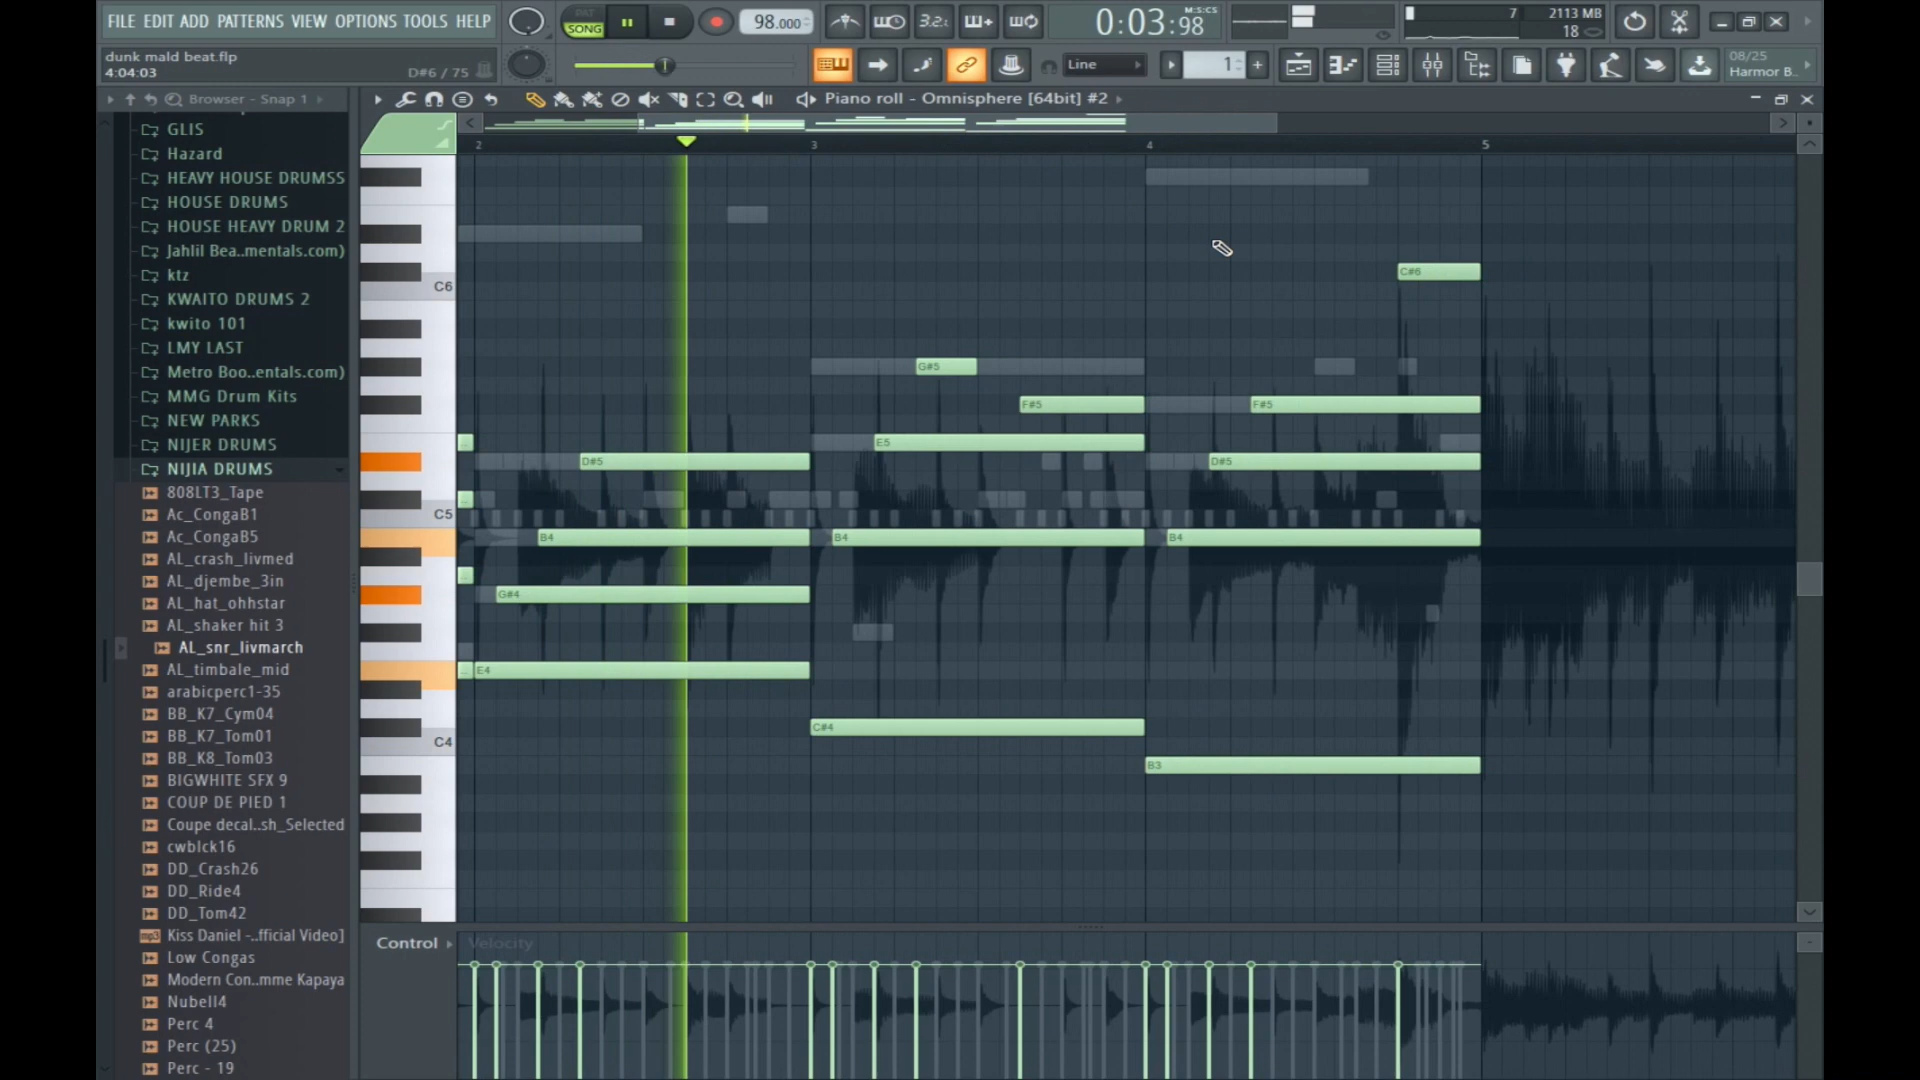 FILE EDIT ADD PATTERNS VIEW OPTIONS TOOLS HELP
PAT
SONG
98.000
3.2.
0:03:98
M:S:CS
7
2113 MB
18
dunk mald beat.flp
4:04:03
D#6 / 75
Line
1
08/25
Harmor B..
Browser - Snap 1
Piano roll - Omnisphere [64bit] #2
2
3
4
5
GLIS
Hazard
HEAVY HOUSE DRUMSS
HOUSE DRUMS
HOUSE HEAVY DRUM 2
Jahlil Bea..mentals.com)
ktz
KWAITO DRUMS 2
kwito 101
LMY LAST
Metro Boo..entals.com)
MMG Drum Kits
NEW PARKS
NIJER DRUMS
NIJIA DRUMS
808LT3_Tape
Ac_CongaB1
Ac_CongaB5
AL_crash_livmed
AL_djembe_3in
AL_hat_ohhstar
AL_shaker hit 3
AL_snr_livmarch
AL_timbale_mid
arabicperc1-35
BB_K7_Cym04
BB_K7_Tom01
BB_K8_Tom03
BIGWHITE SFX 9
COUP DE PIED 1
Coupe decal..sh_Selected
cwblck16
DD_Crash26
DD_Ride4
DD_Tom42
Kiss Daniel -..fficial Video]
Low Congas
Modern Con..mme Kapaya
Nubell4
Perc 4
Perc (25)
Perc - 19
C6
C5
C4
C#6
G#5
F#5
F#5
E5
D#5
D#5
B4
B4
B4
G#4
E4
C#4
B3
Control
Velocity